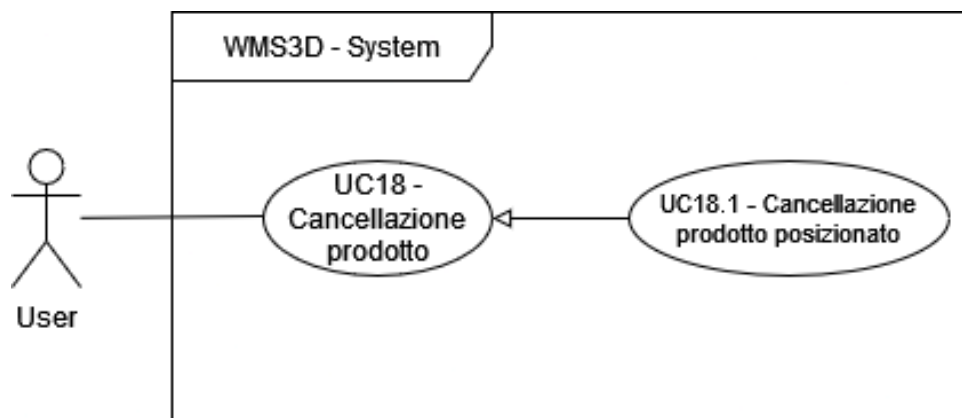 WMS3D - System
UC18 -
Cancellazione
prodotto
UC18.1 - Cancellazione
prodotto posizionato
User